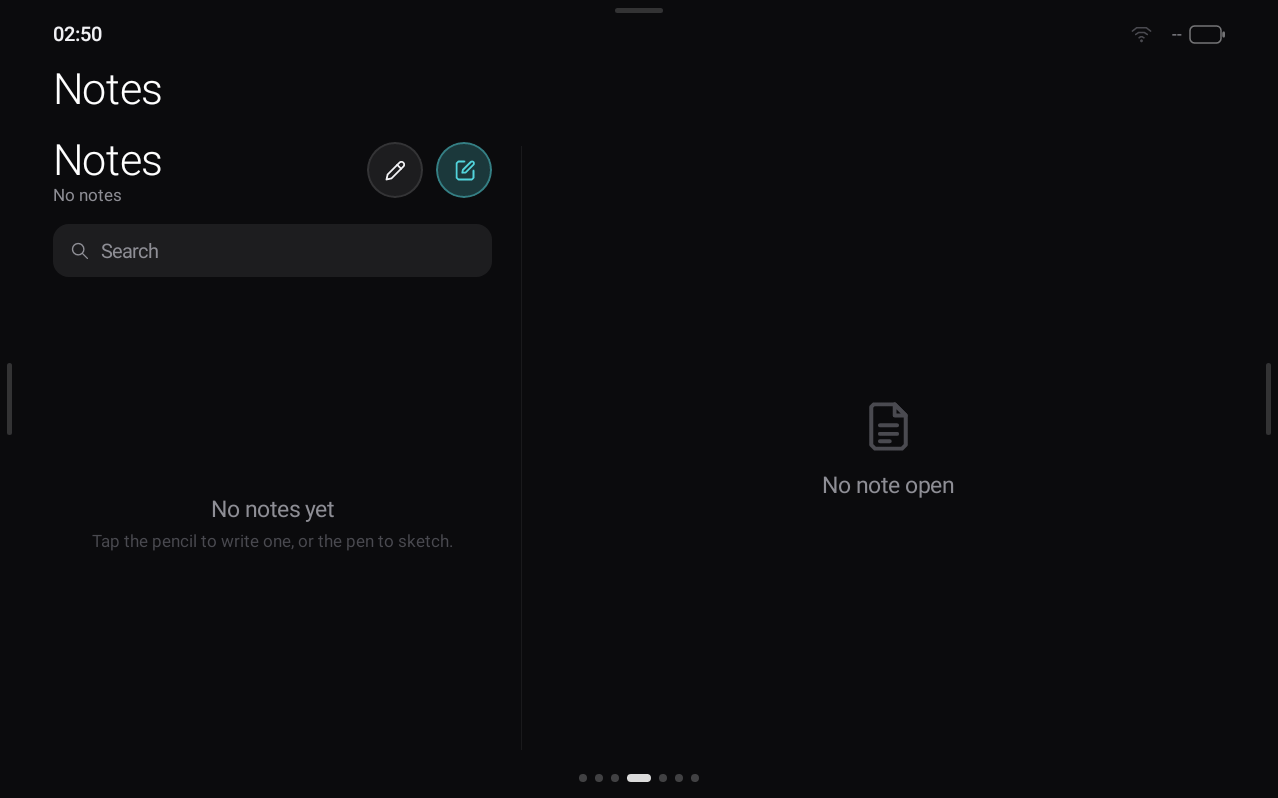 02:50
--
Notes
Notes
No notes
Search
No notes yet
Tap the pencil to write one, or the pen to sketch.
No note open